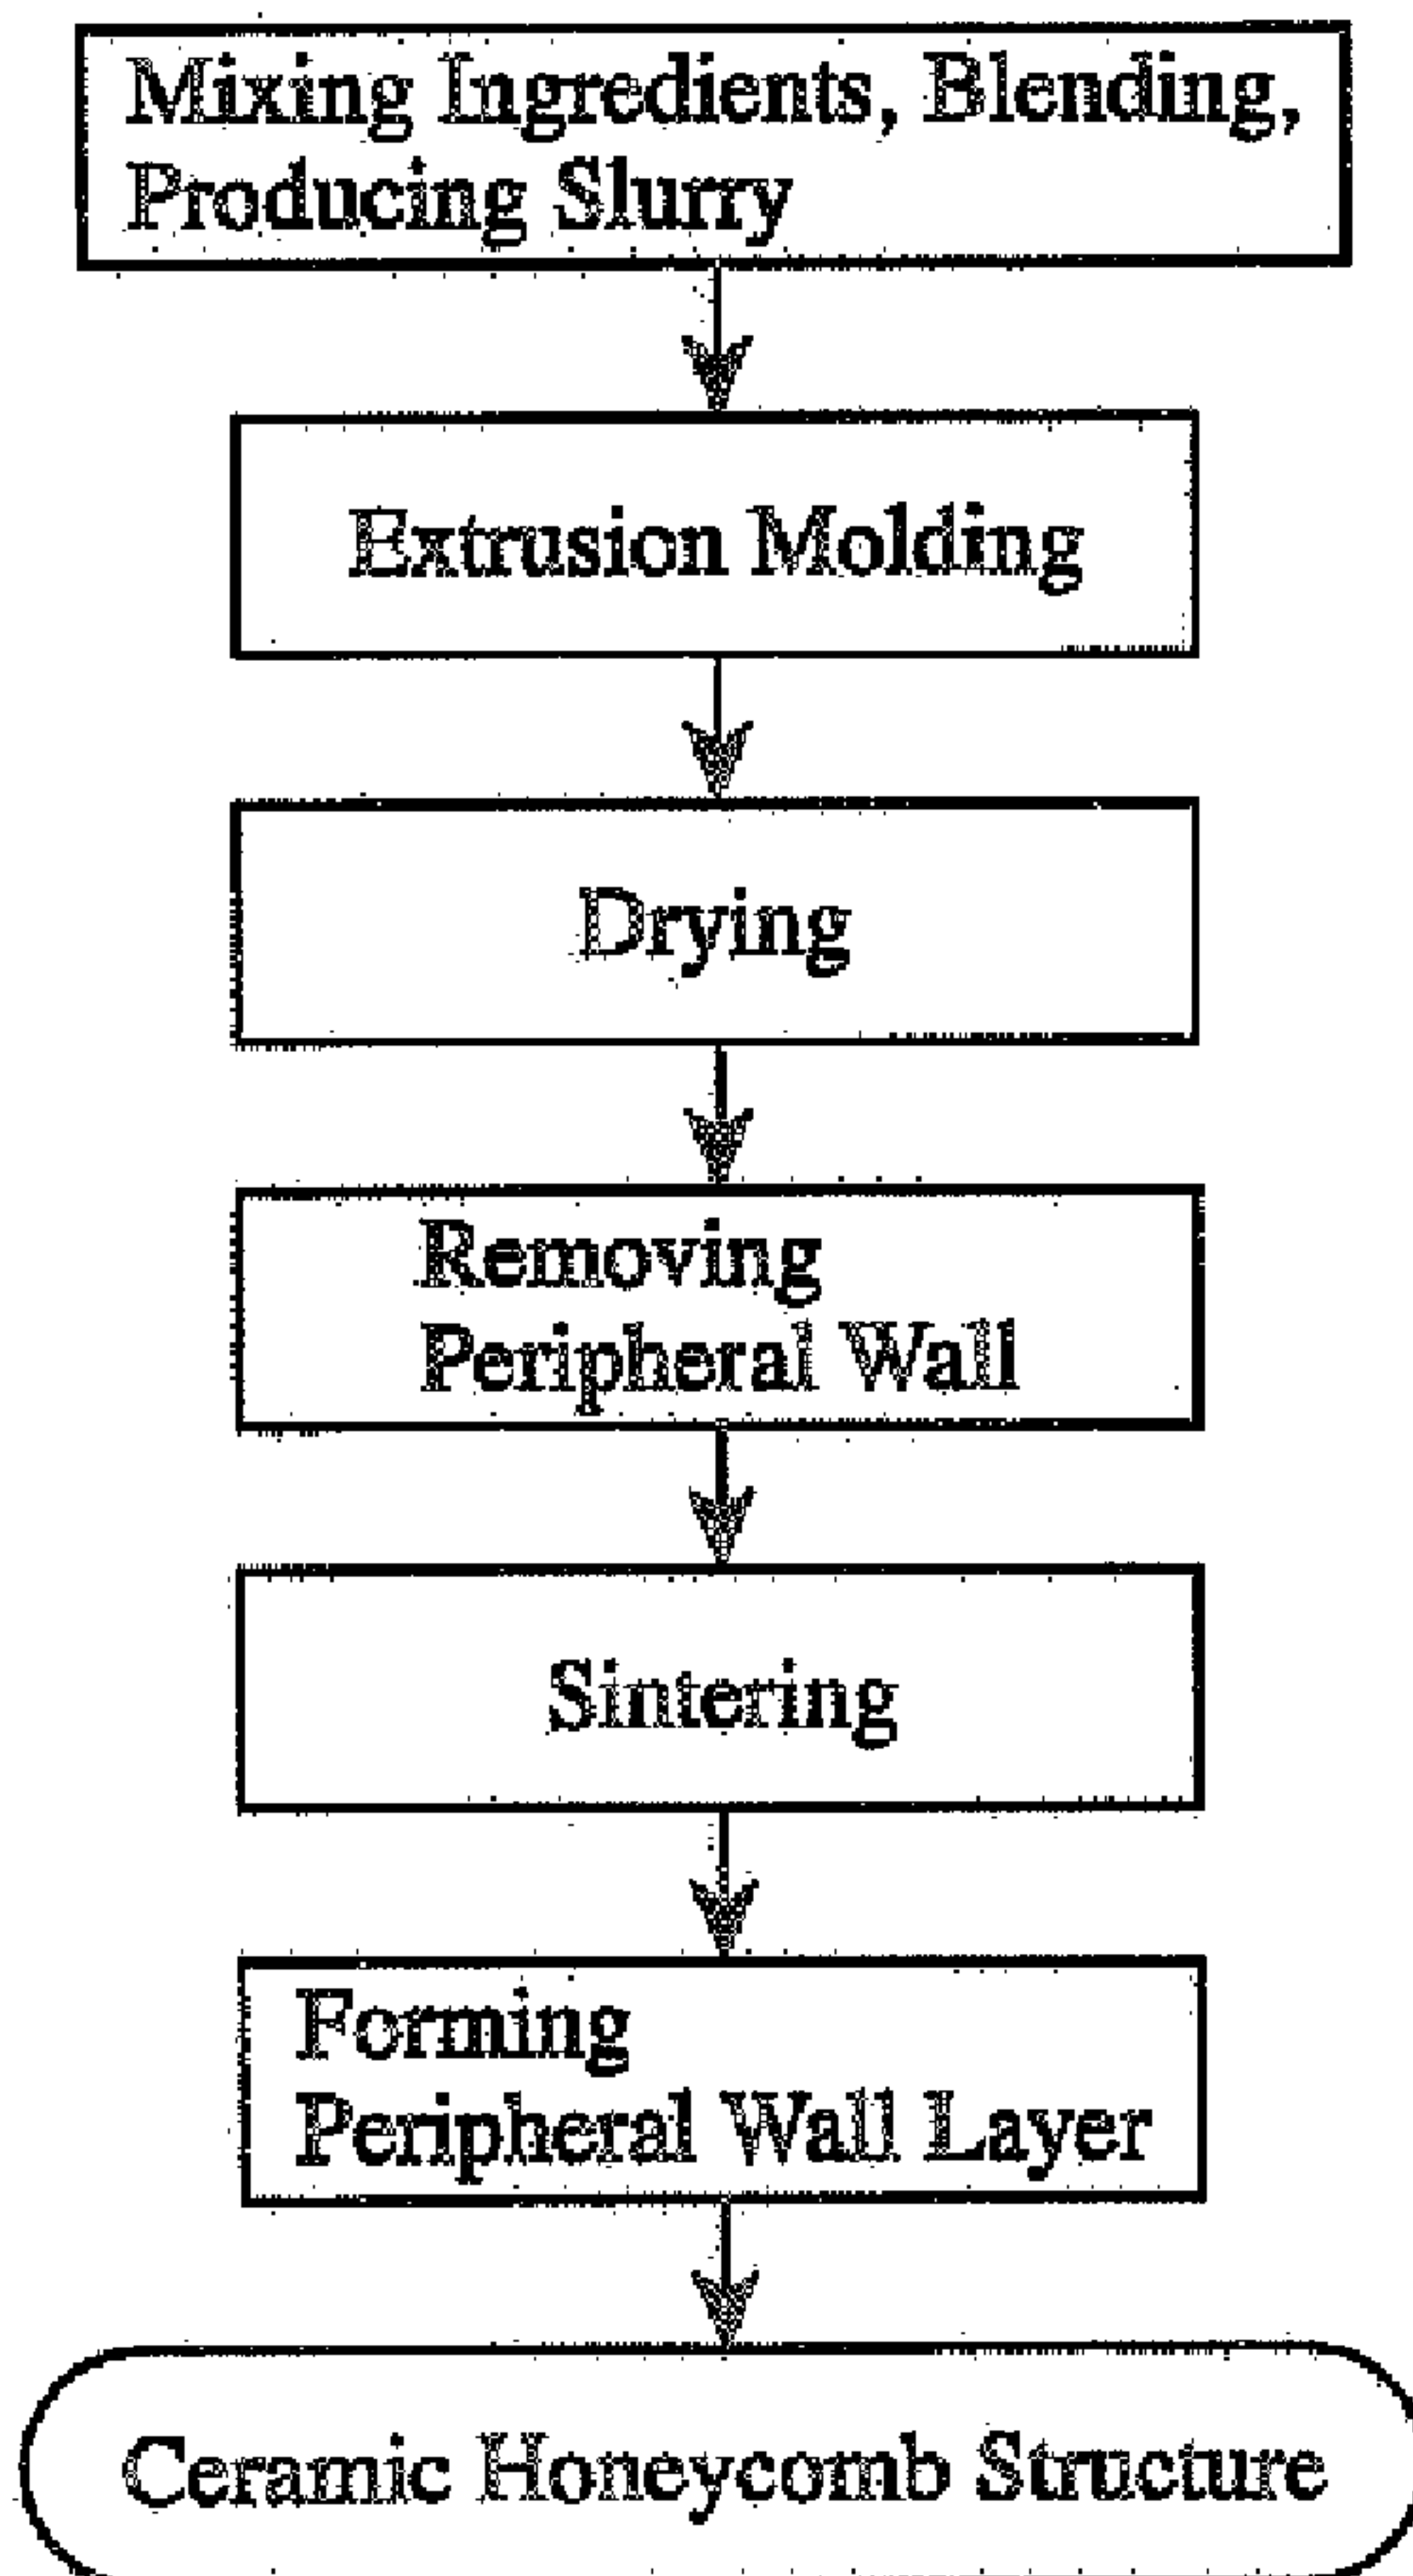 Mixing Ingredients, Blending,
Producing Slurry
Extrusion Molding
Drying
Removing
Peripheral Wall
Sintering
Forming
Peripheral Wall Layer
Ceramic Honeycomb Structure